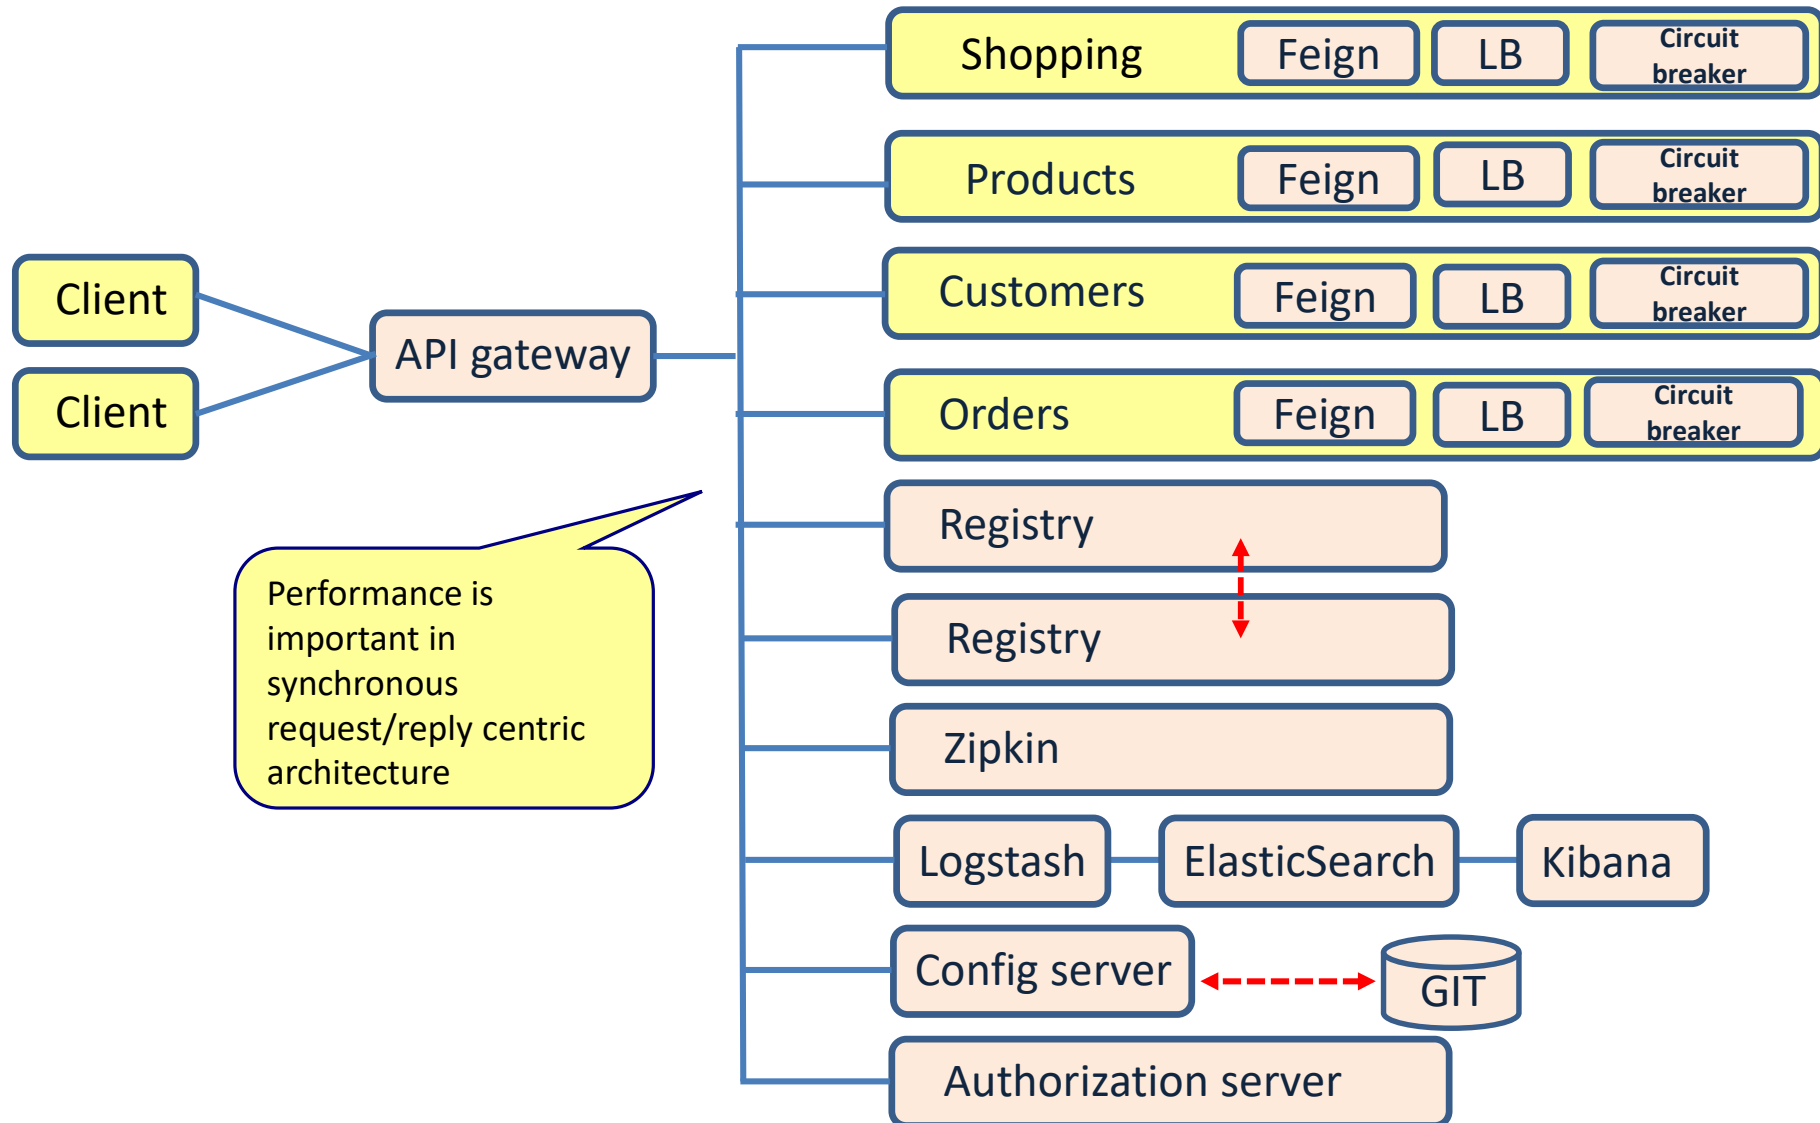 Shopping
Feign
LB
Circuit
breaker
Products
Feign
LB
Circuit
breaker
Client
Customers
Feign
LB
Circuit
breaker
API gateway
Client
Orders
Feign
LB
Circuit
breaker
Registry
Performance is
important in
synchronous
request/reply centric
architecture
Registry
Zipkin
Logstash
ElasticSearch
Kibana
Config server
GIT
Authorization server